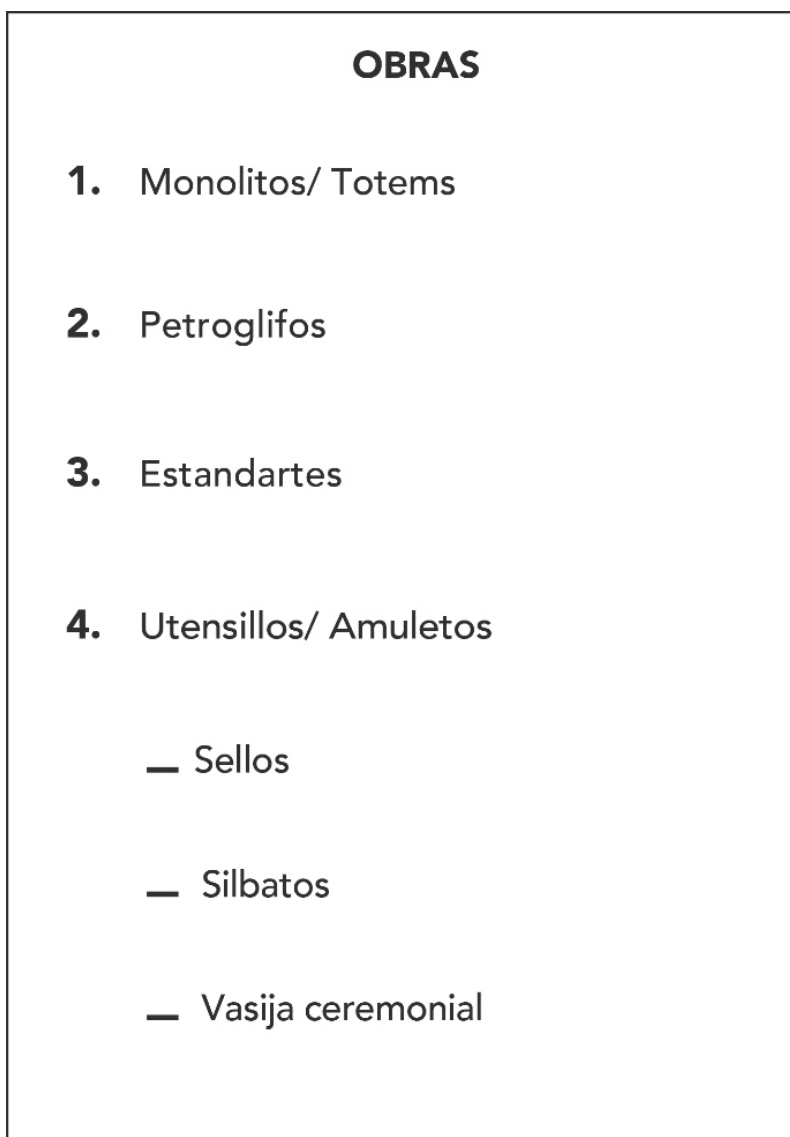 OBRAS
1. Monolitos/ Totems
2. Petroglifos
3. Estandartes
4. Utensillos/ Amuletos
– Sellos
– Silbatos
– Vasija ceremonial